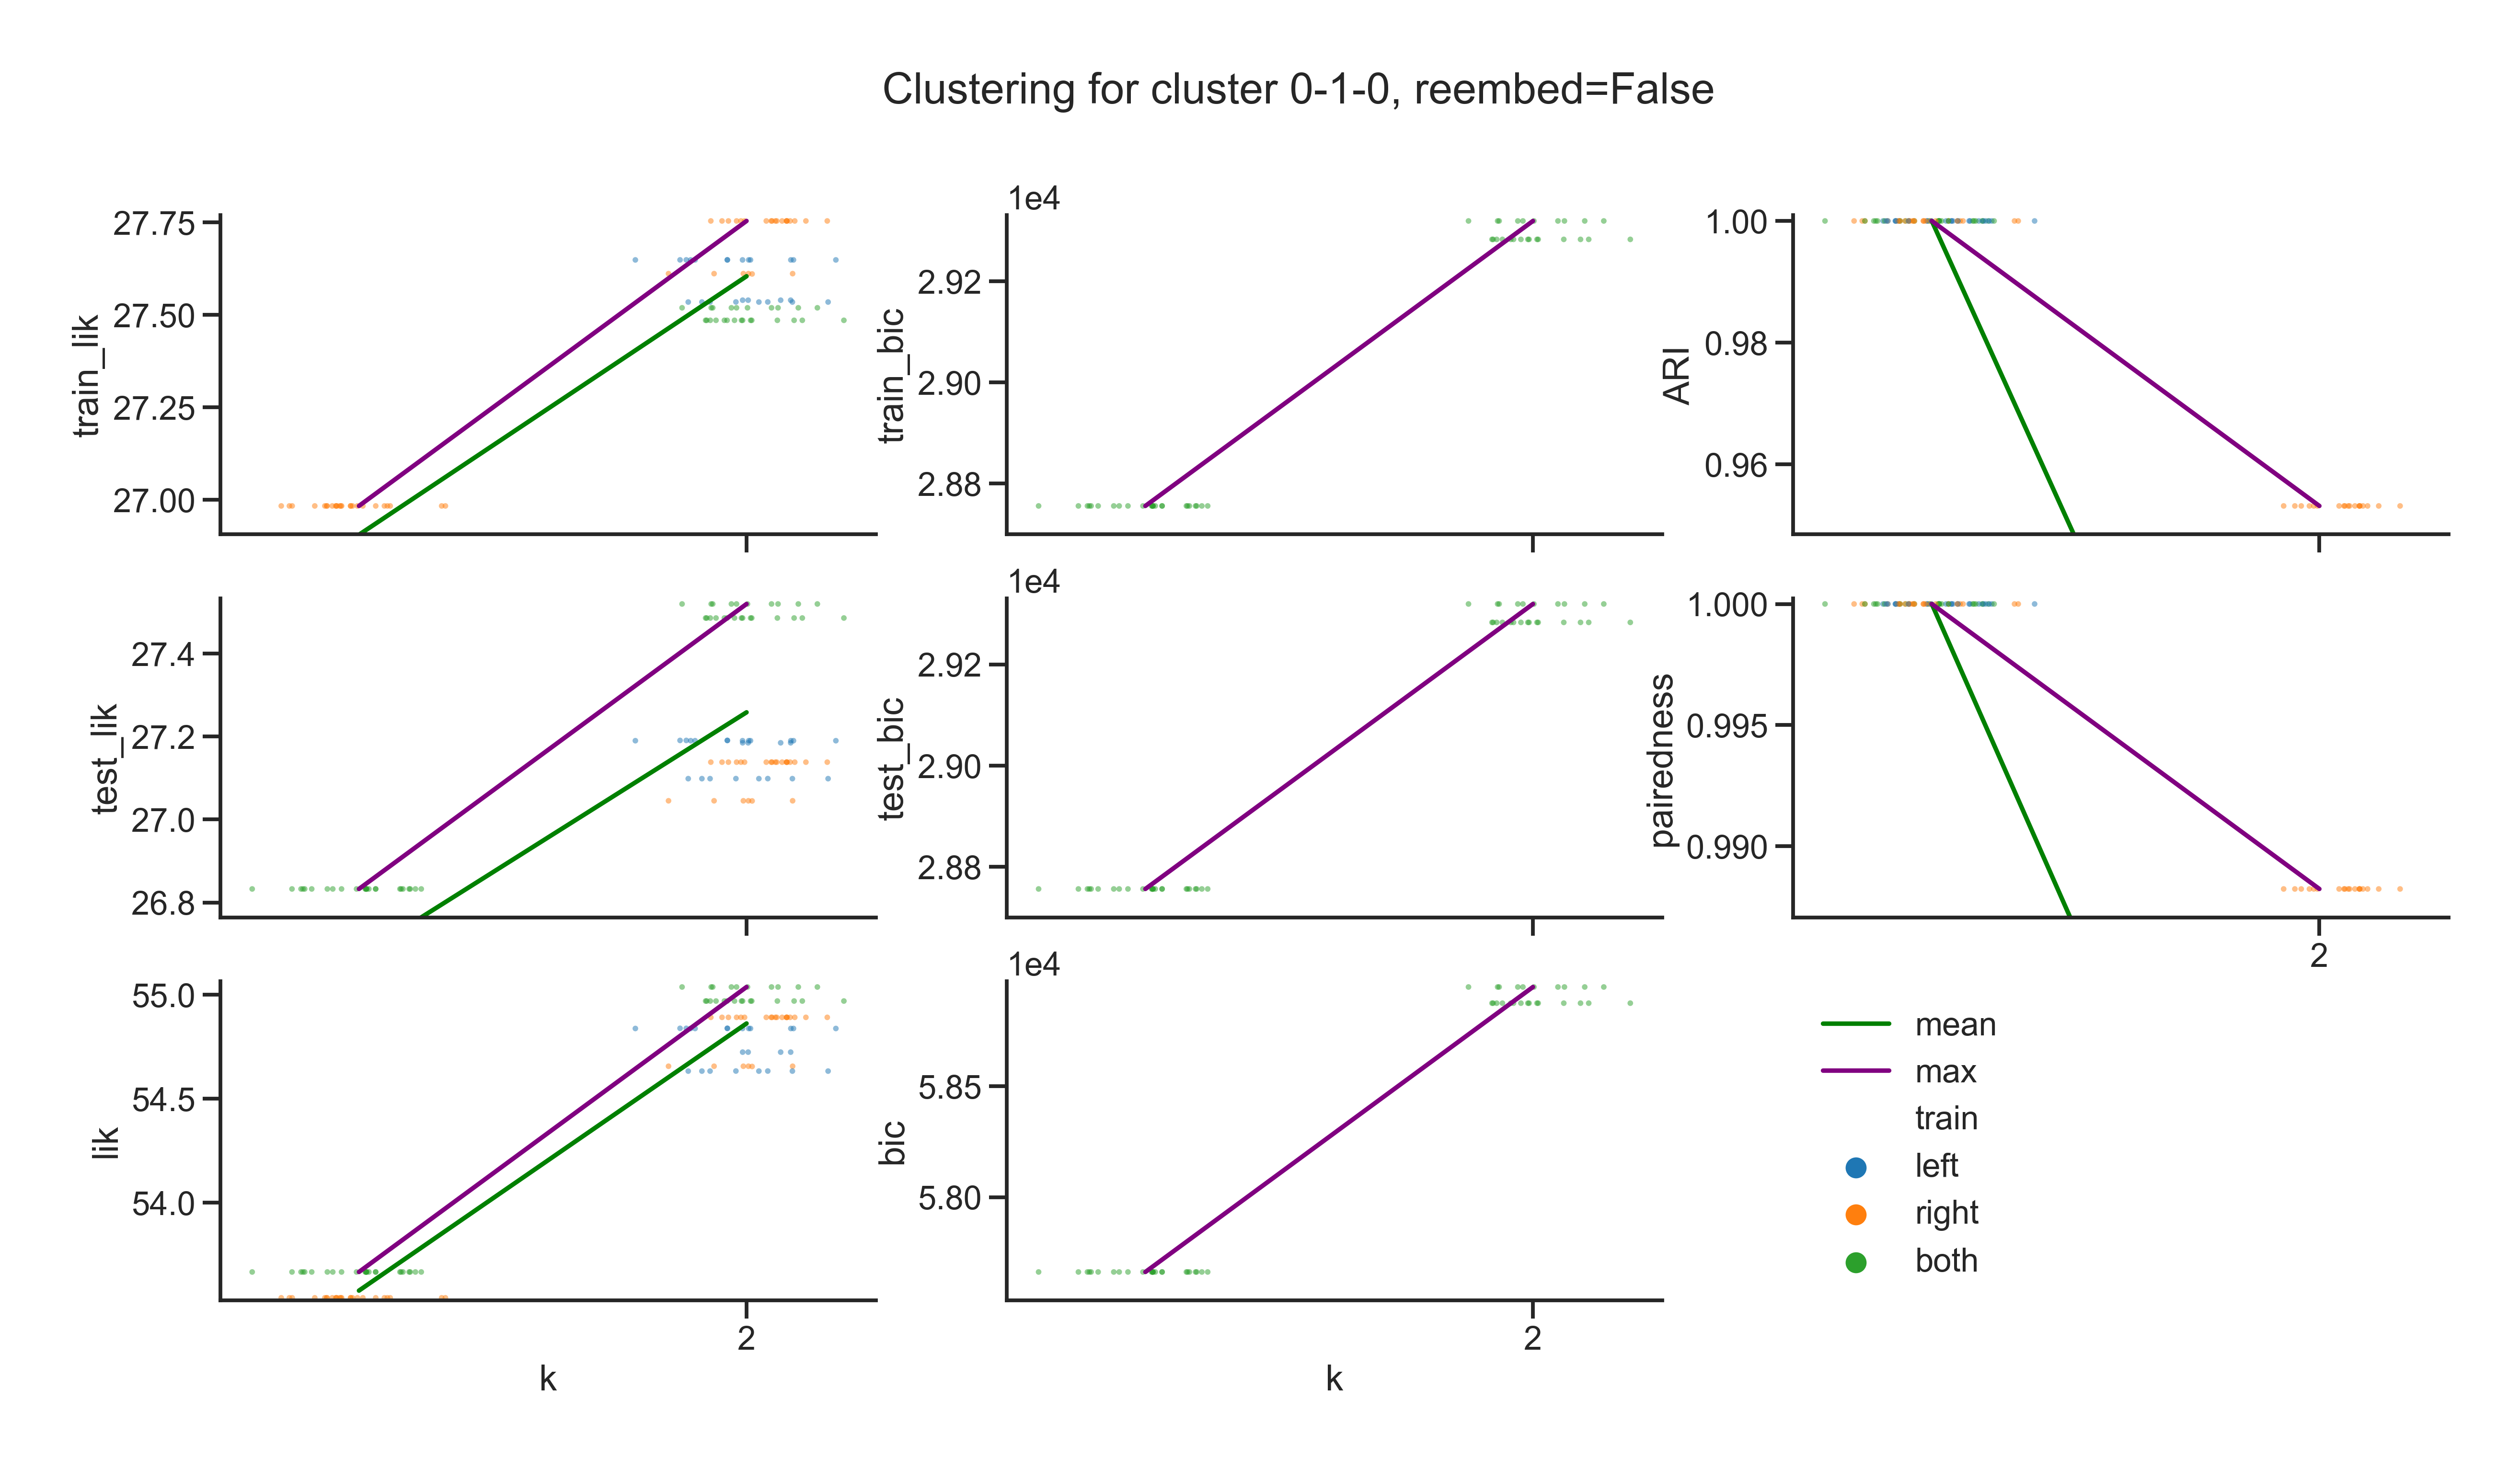 Clustering for cluster 0-1-0, reembed=False
27.75
27.50
27.25
27.00
train_lik
1e4
2.92
2.90
2.88
train_bic
1.00
0.98
0.96
ARI
27.4
27.2
27.0
26.8
test_lik
1e4
2.92
2.90
2.88
test_bic
1.000
0.995
0.990
pairedness
2
55.0
54.5
54.0
lik
2
k
1e4
5.85
5.80
bic
2
k
mean
max
train
left
right
both